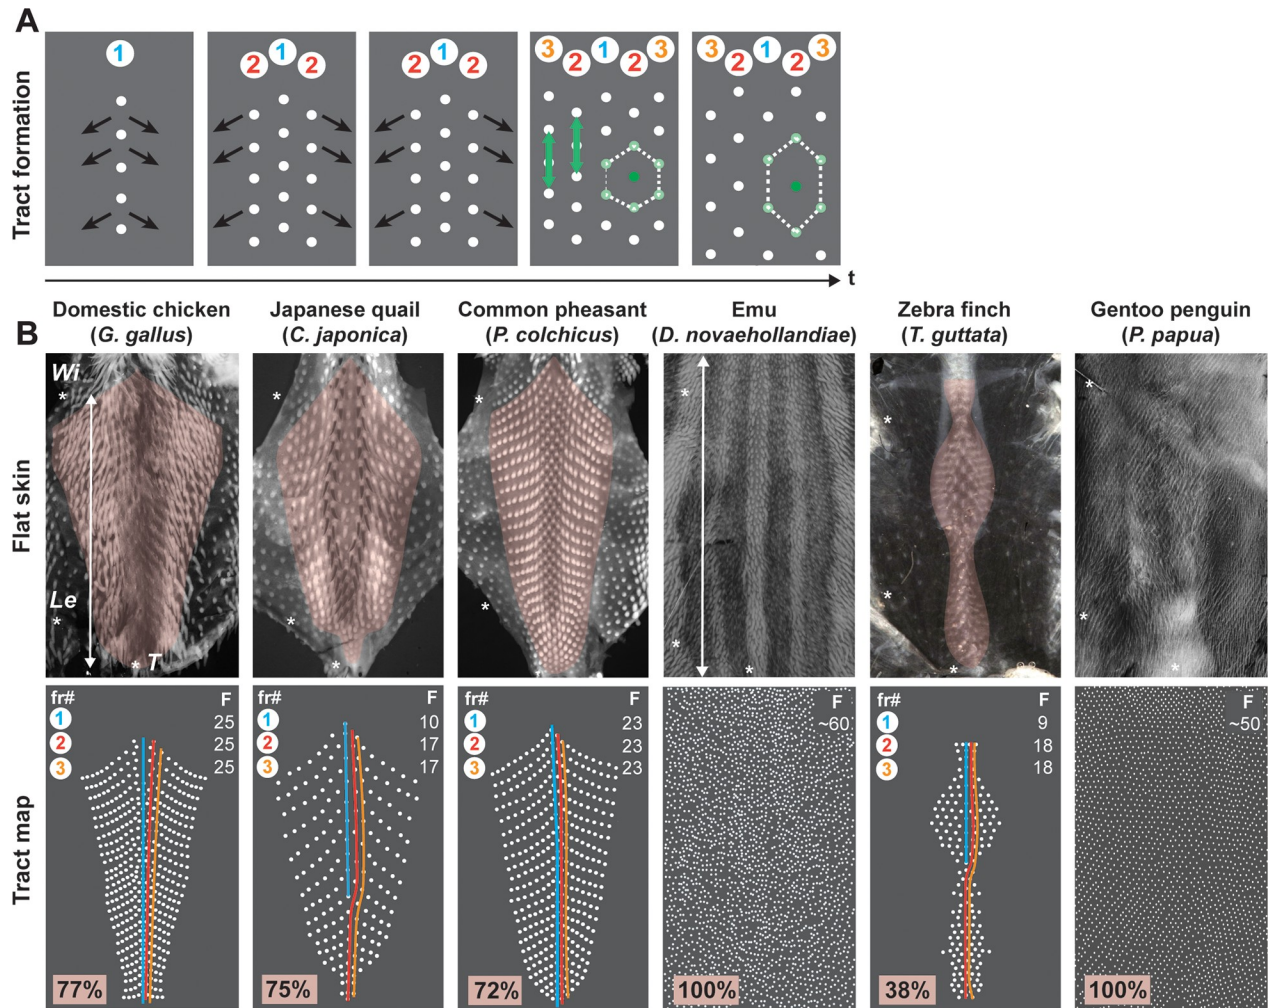 A
Tract formation
1
2 1 2
2 1 2
3 2 1 2 3
3 2 1 2 3
t
B
Domestic chicken
(G. gallus)
Japanese quail
(C. japonica)
Common pheasant
(P. colchicus)
Emu
(D. novaehollandiae)
Zebra finch
(T. guttata)
Gentoo penguin
(P. papua)
Flat skin
Wi
*
Le
*
* T
*
*
*
*
*
*
*
*
*
*
*
*
*
*
Tract map
fr# F
1 25
2 25
3 25
77%
fr# F
1 10
2 17
3 17
75%
fr# F
1 23
2 23
3 23
72%
F
~60
100%
fr# F
1 9
2 18
3 18
38%
F
~50
100%